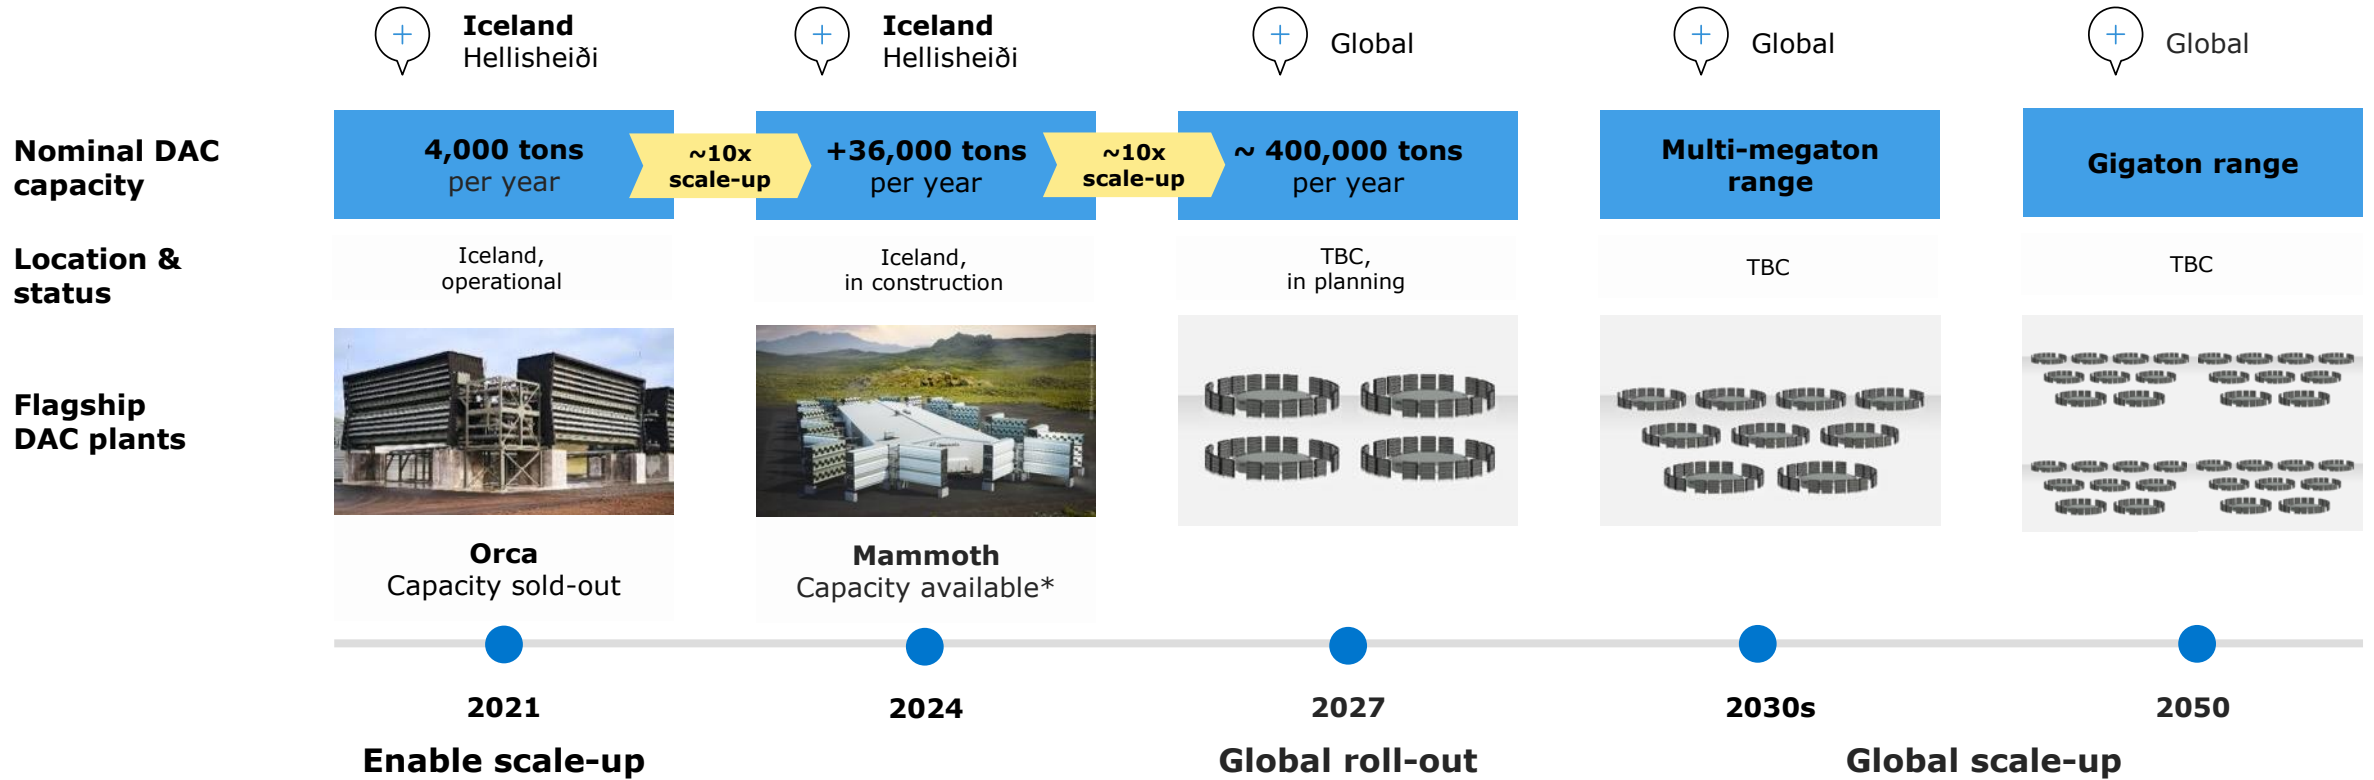 Iceland
Hellisheiði
Iceland
Hellisheiði
Global
Global
Global
Nominal DAC
capacity
4,000 tons
per year
~10x
scale-up
+36,000 tons
per year
~10x
scale-up
~ 400,000 tons
per year
Multi-megaton
range
Gigaton range
Location &
status
Iceland,
operational
Iceland,
in construction
TBC,
in planning
TBC
TBC
Flagship
DAC plants
Orca
Capacity sold-out
Mammoth
Capacity available*
2021
2024
2027
2030s
2050
Enable scale-up
Global roll-out
Global scale-up